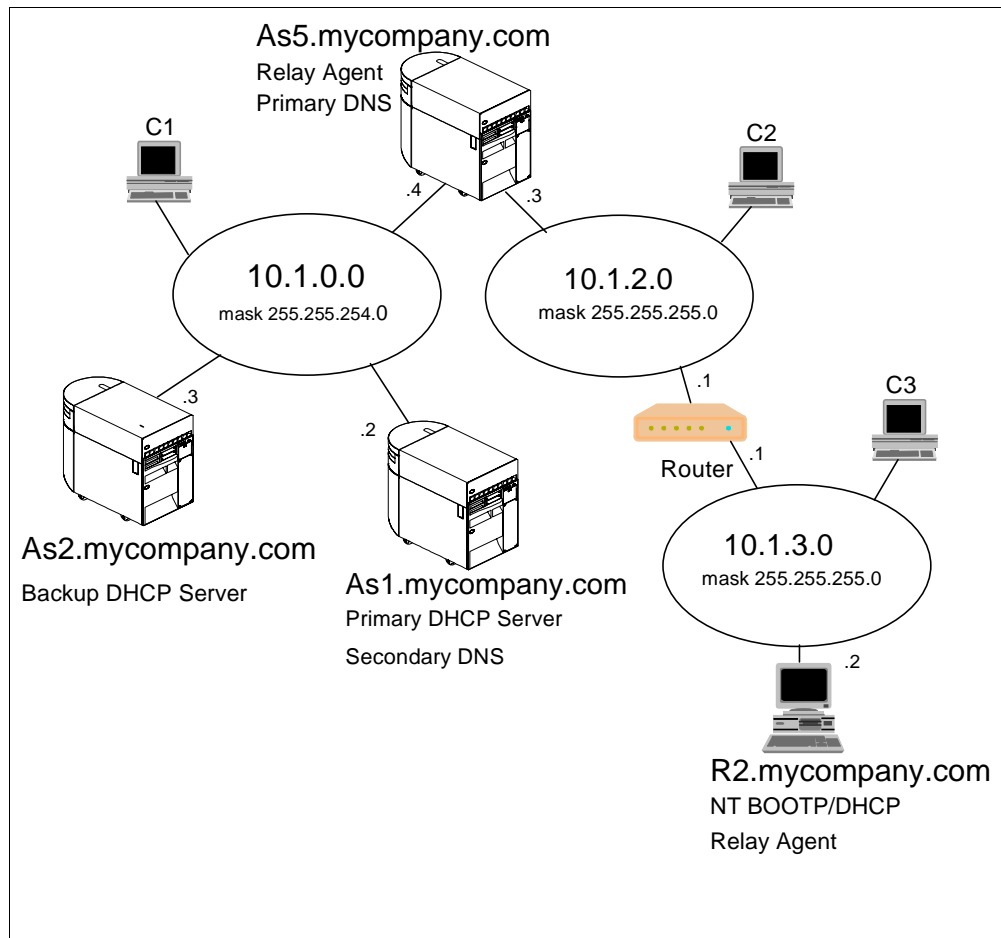 As5.mycompany.com
Relay Agent
Primary DNS
C1
C2
.4
.3
10.1.0.0
mask 255.255.254.0
10.1.2.0
mask 255.255.255.0
.3
.1
C3
.2
Router
.1
As2.mycompany.com
Backup DHCP Server
As1.mycompany.com
Primary DHCP Server
Secondary DNS
10.1.3.0
mask 255.255.255.0
.2
R2.mycompany.com
NT BOOTP/DHCP
Relay Agent